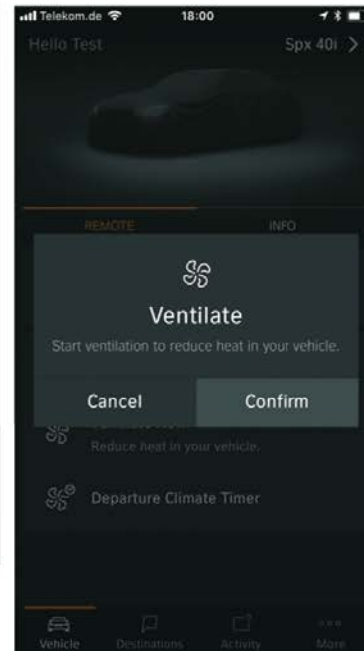 Telekom.de 18:00
Hello Test Spx 40i
REMOTE INFO
Ventilate
Start ventilation to reduce heat in your vehicle.
Cancel Confirm
Reduce heat in your vehicle.
Departure Climate Timer
Vehicle Destinations Activity More